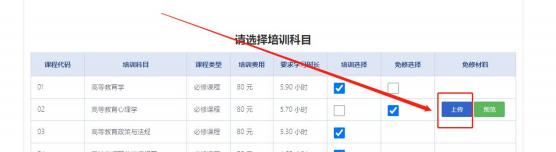 请选择培训科目
课程代码 培训科目 课程类型 培训费用 要求学习时长 培训选择 免修选择 免修材料
01 高等教育学 必修课程 80 元 5.90 小时
02 高等教育心理学 必修课程 80 元 5.70 小时 上传 预览
03 高等教育政策与法规 必修课程 80 元 5.30 小时